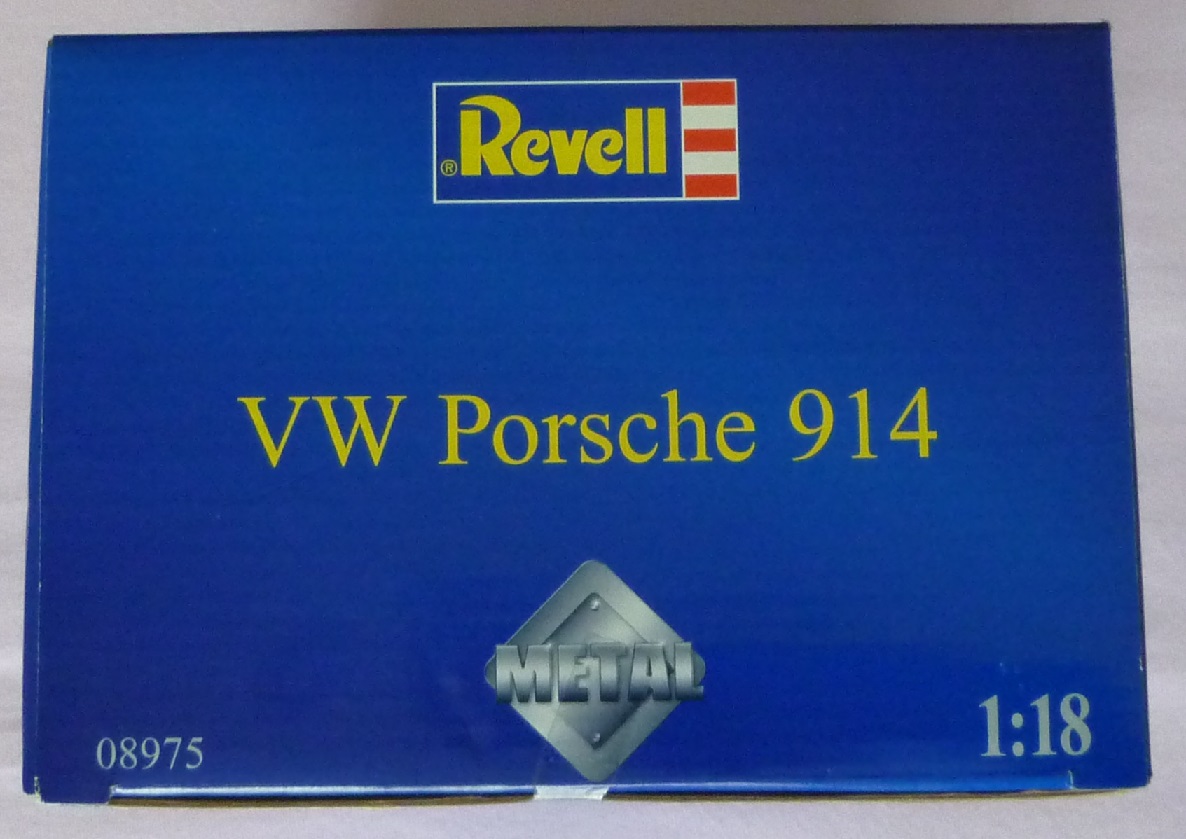 ® Revell
VW Porsche 914
METAL
08975
1:18